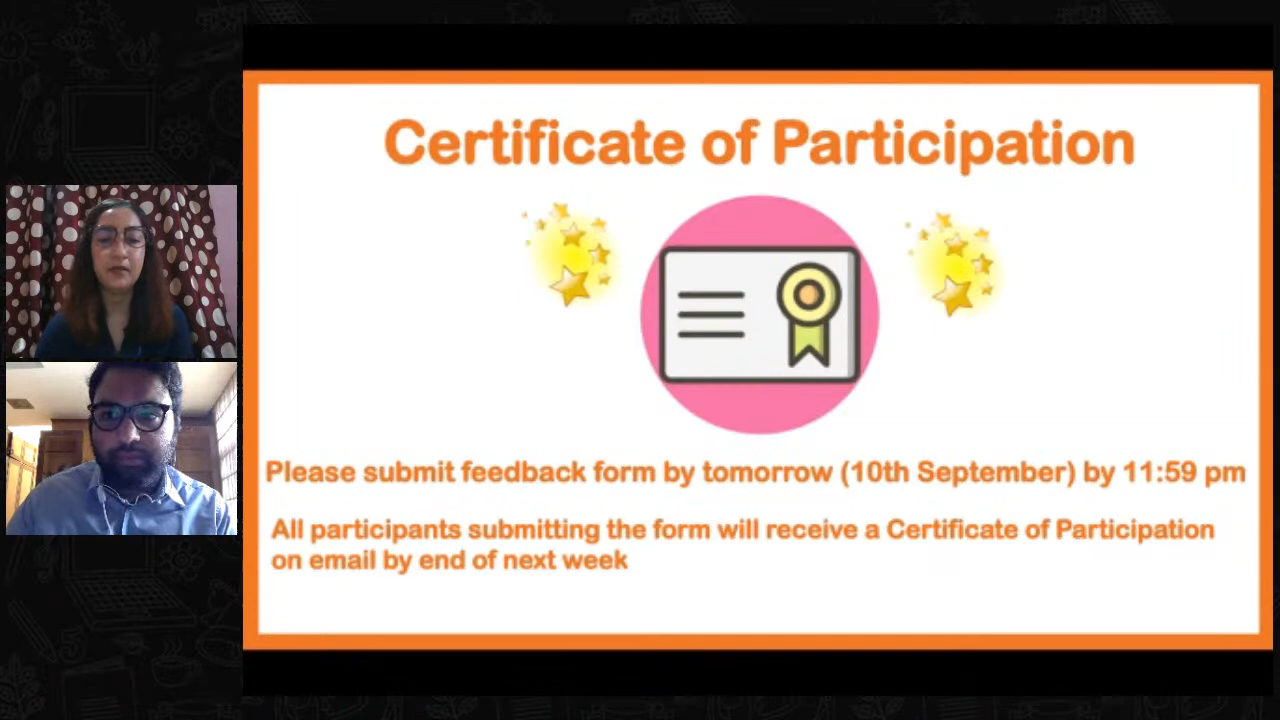 Certificate of Participation
Please submit feedback form by tomorrow (10th September) by 11:59 pm
All participants submitting the form will receive a Certificate of Participation
on email by end of next week